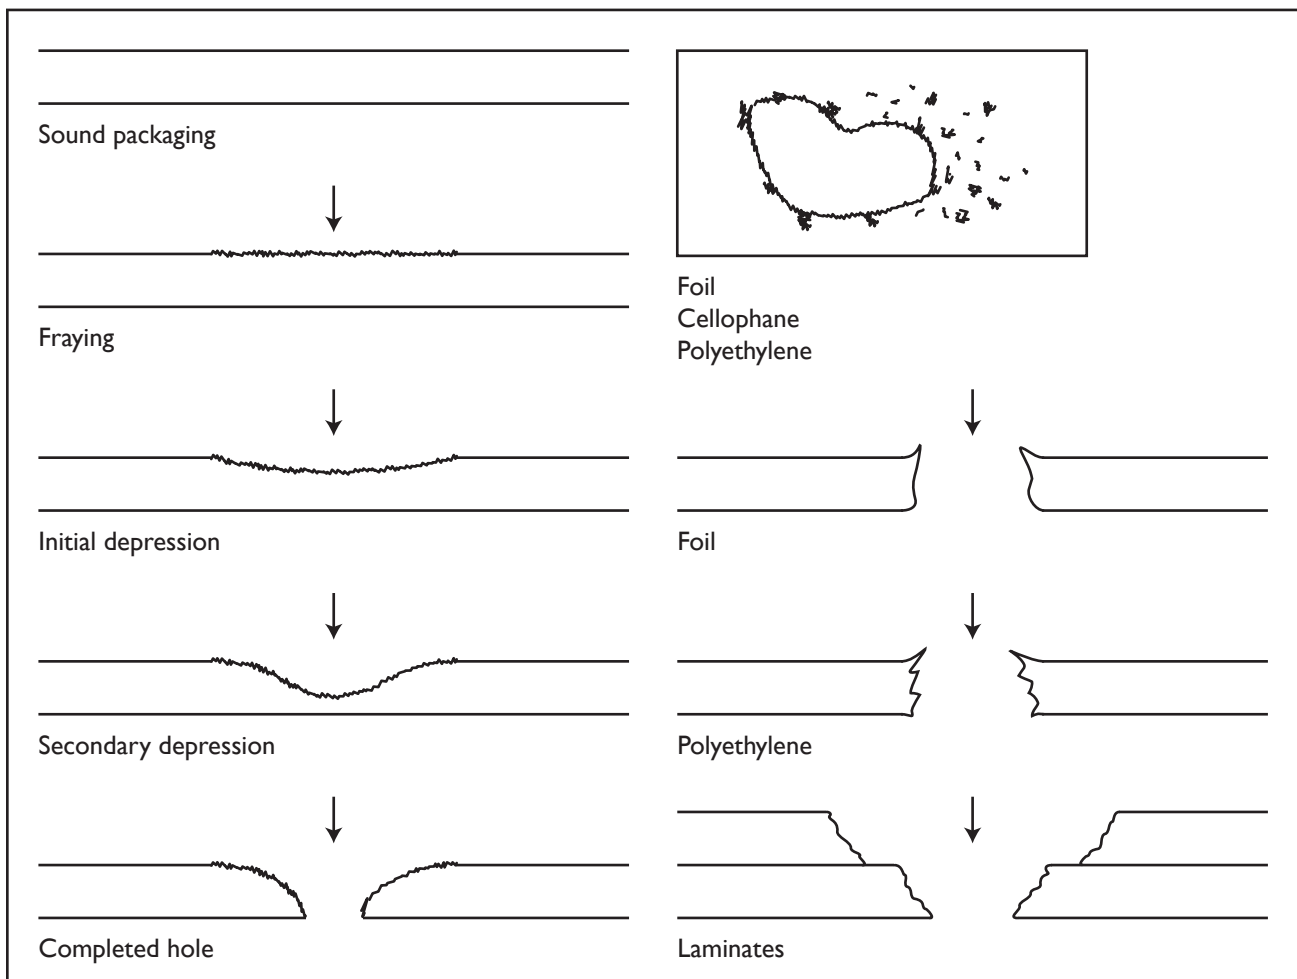 Sound packaging
Fraying
Initial depression
Secondary depression
Completed hole
Foil
Cellophane
Polyethylene
Foil
Polyethylene
Laminates